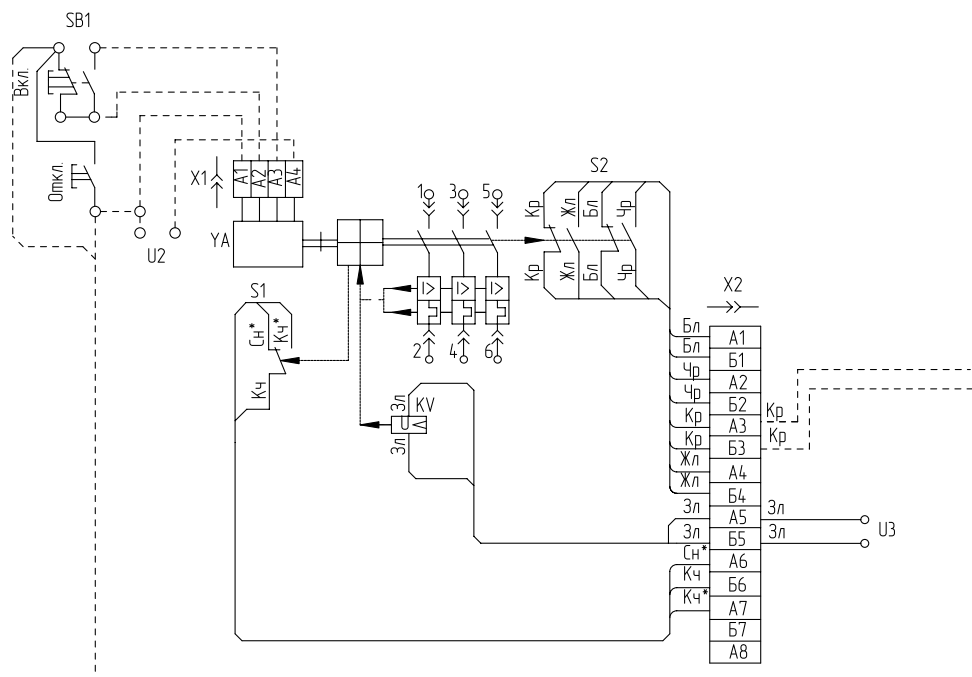 SB1
Вкл.
Откл.
X1
A1
A2
A3
A4
YA
U2
1
3
5
2
4
6
S2
Кр
Жл
Бл
Чр
Кр
Жл
Бл
Чр
I>
I>
I>
S1
Сн*
Кч*
Кч
Зл
KV
U<
Зл
X2
Бл
A1
Бл
Б1
Чр
A2
Чр
Б2
Кр
A3
Кр
Кр
Б3
Кр
Жл
A4
Жл
Б4
Зл
A5
Зл
Зл
Б5
Зл
U3
Сн*
A6
Кч
Б6
Кч*
A7
Б7
A8